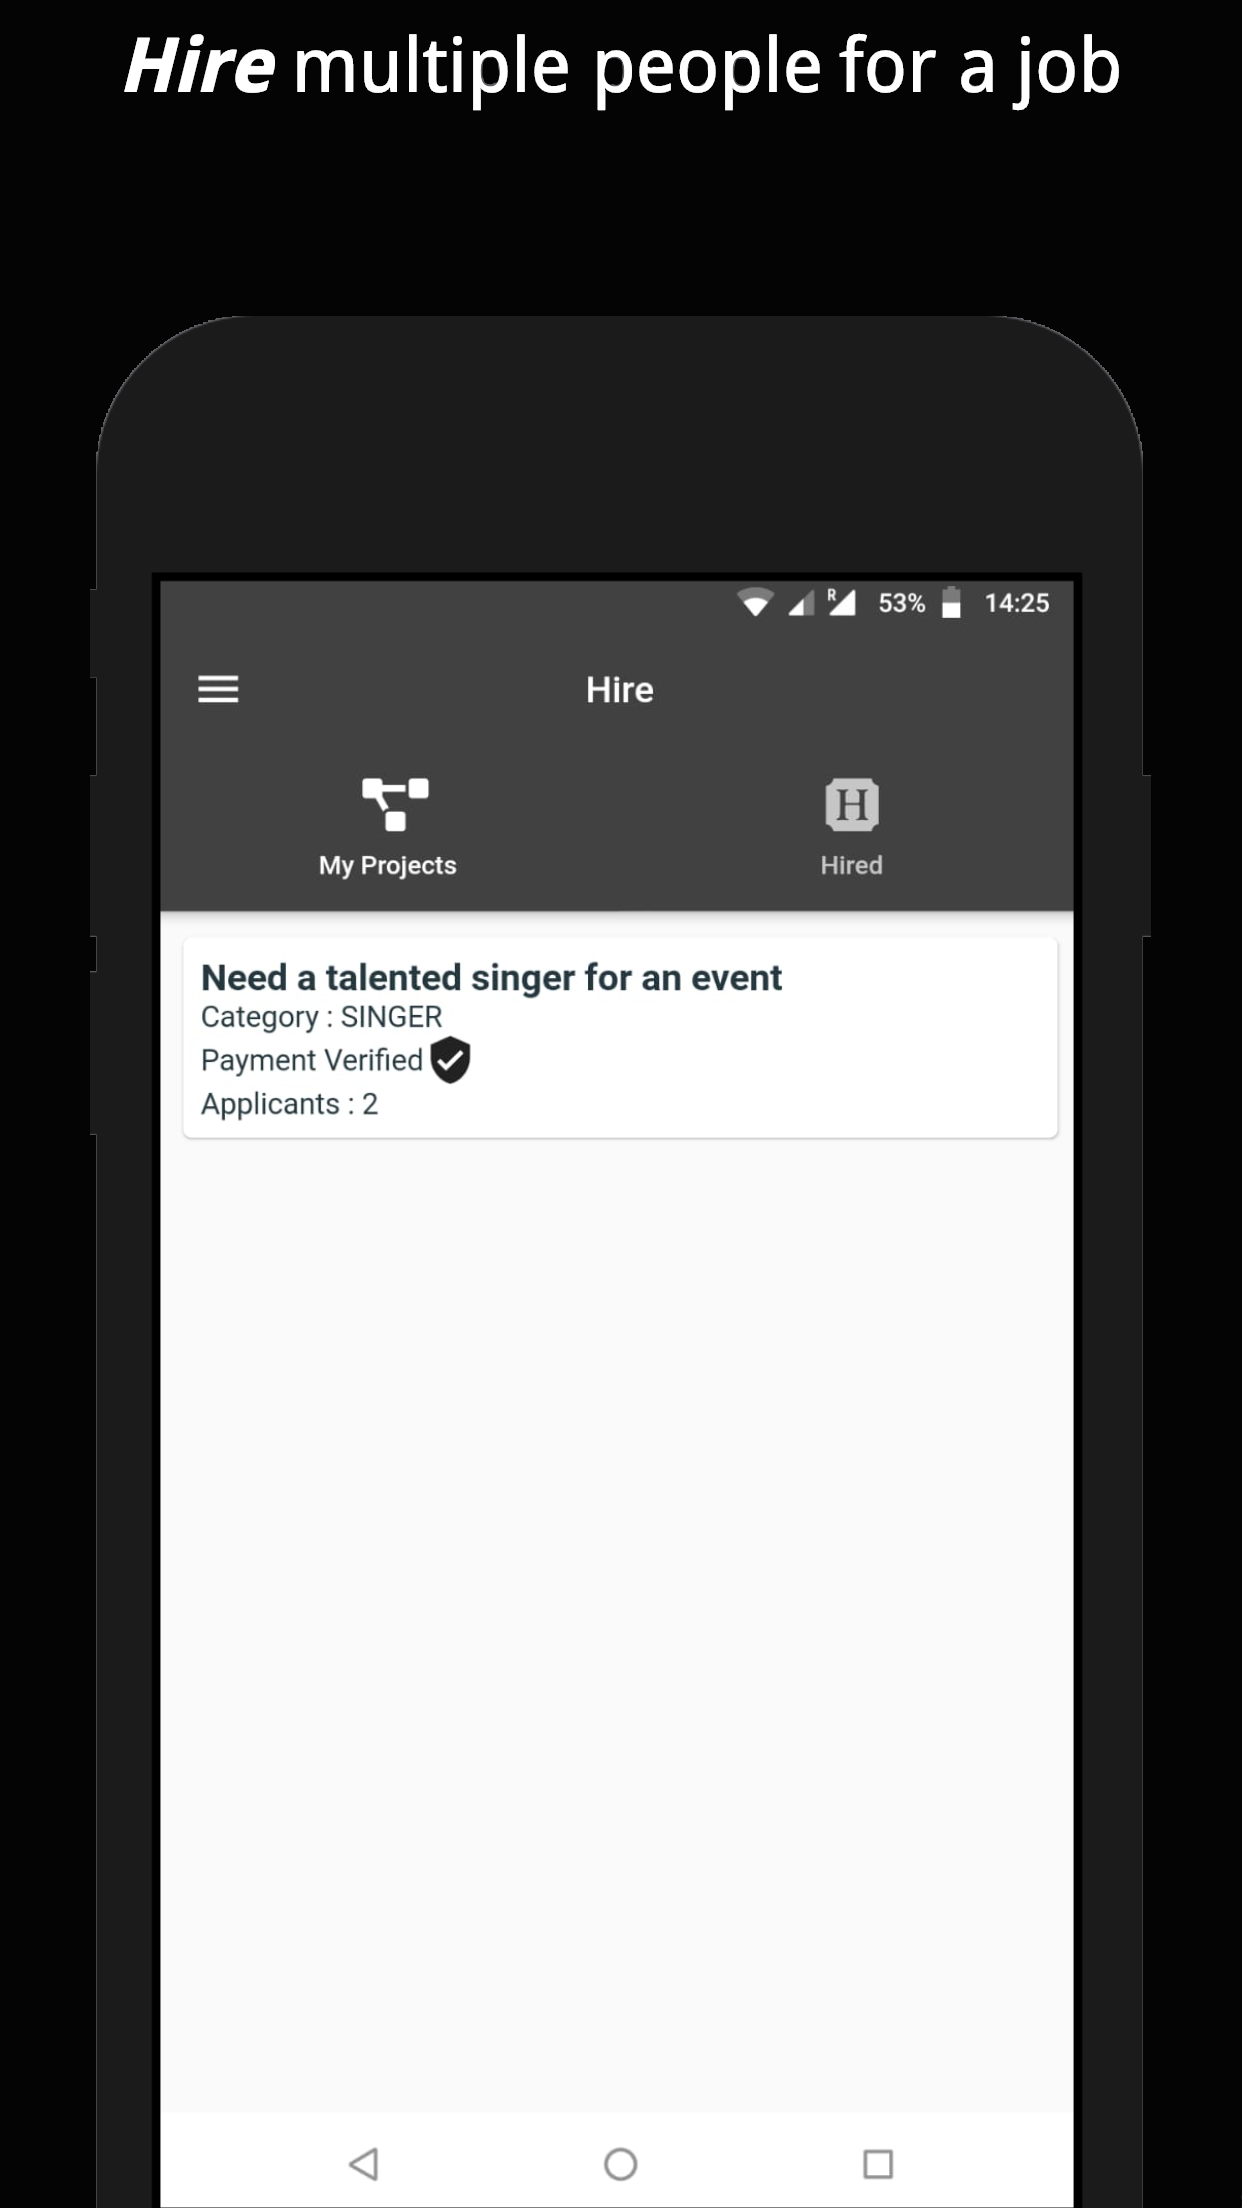 Hire multiple people for a job
R 53% 14:25
Hire
My Projects
H
Hired
Need a talented singer for an event
Category : SINGER
Payment Verified
Applicants : 2